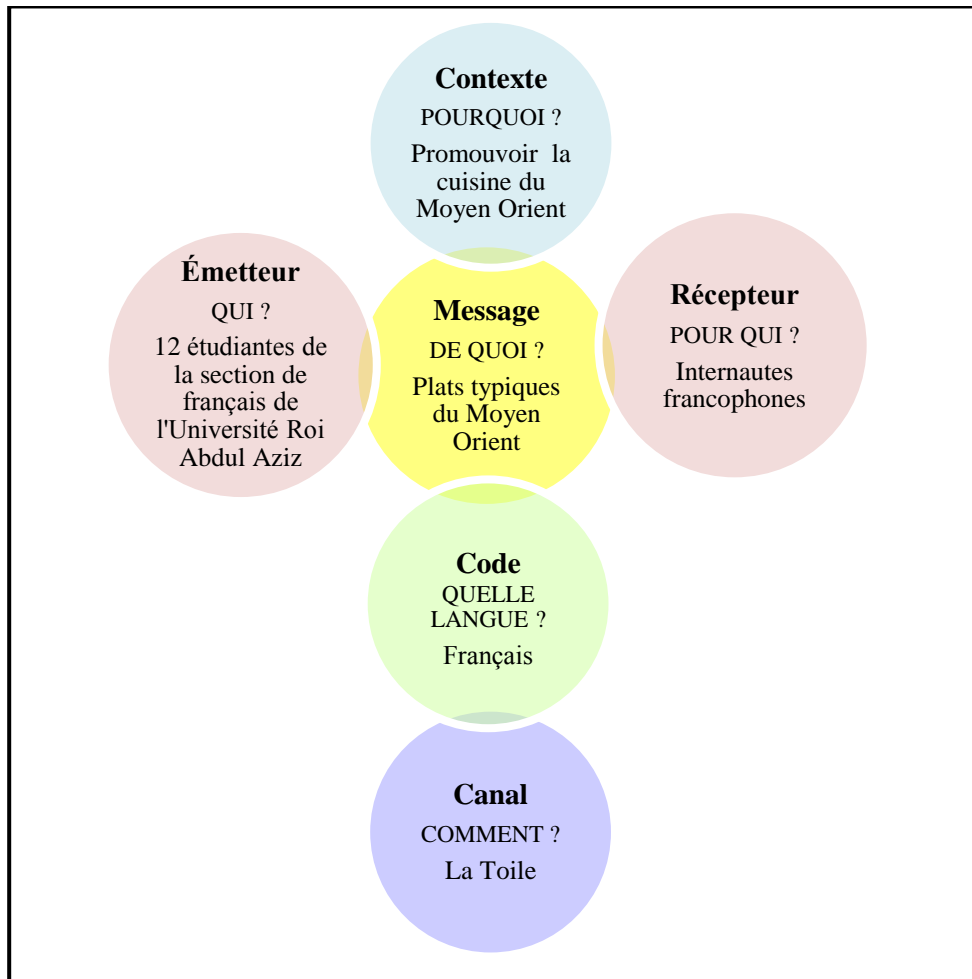 Contexte
POURQUOI ?
Promouvoir la
cuisine du
Moyen Orient
Émetteur
QUI ?
12 étudiantes de
la section de
français de
l'Université Roi
Abdul Aziz
Message
DE QUOI ?
Plats typiques
du Moyen
Orient
Récepteur
POUR QUI ?
Internautes
francophones
Code
QUELLE
LANGUE ?
Français
Canal
COMMENT ?
La Toile